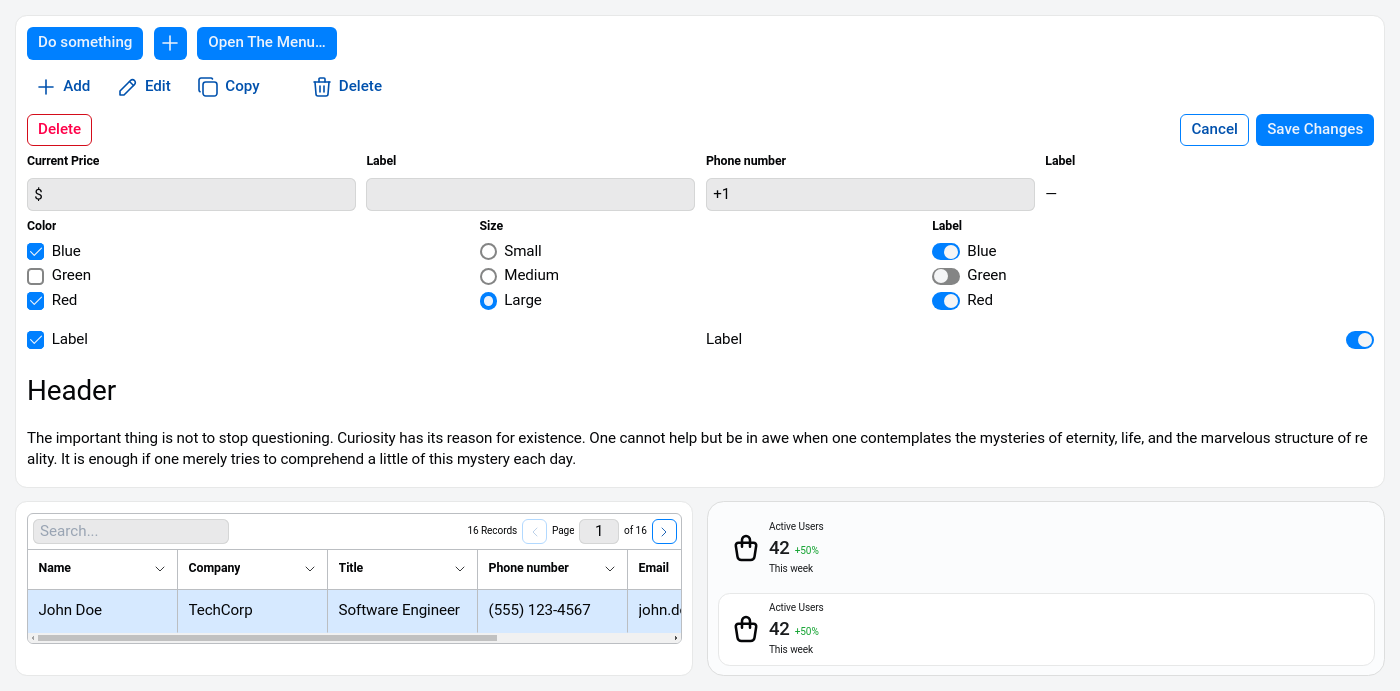 Do something
Open The Menu...
Add Edit Copy Delete
Delete Cancel Save Changes
Current Price Label Phone number Label
$ +1 —
Color Size Label
Blue Small Blue
Green Medium Green
Red Large Red
Label Label
Header
The important thing is not to stop questioning. Curiosity has its reason for existence. One cannot help but be in awe when one contemplates the mysteries of eternity, life, and the marvelous structure of re
ality. It is enough if one merely tries to comprehend a little of this mystery each day.
Search... 16 Records Page 1 of 16
Name Company Title Phone number Email
John Doe TechCorp Software Engineer (555) 123-4567 john.d
Active Users
42 +50%
This week
Active Users
42 +50%
This week